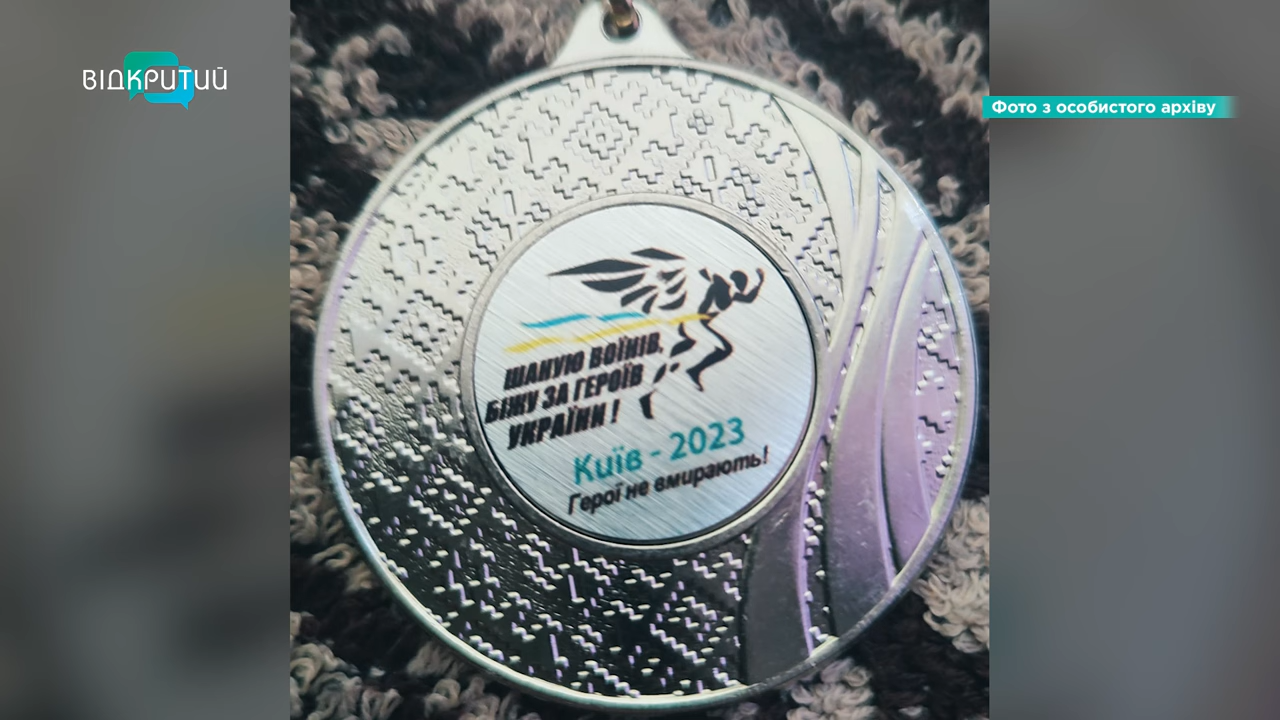 ВІДКРИТИЙ
Фото з особистого архіву
ШАНУЮ ВОЇНІВ,
БІЖУ ЗА ГЕРОЇВ
УКРАЇНИ !
Київ - 2023
Герої не вмирають!